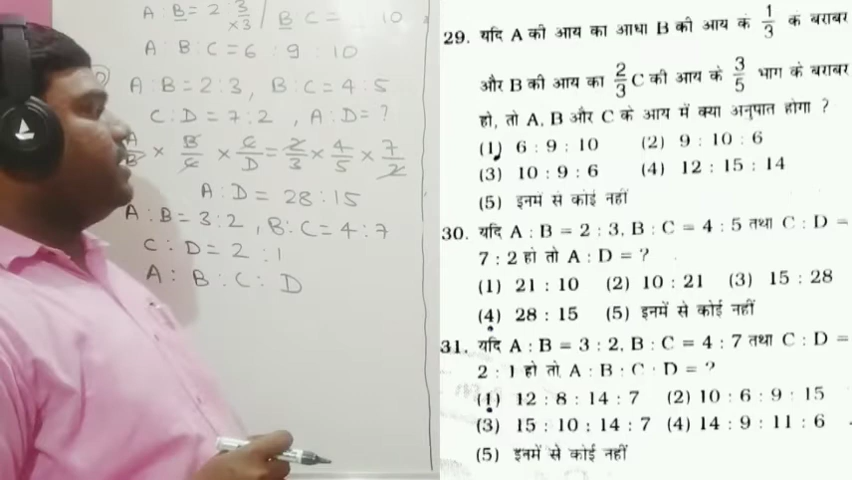 A : B = 2 : 3 / B : C = 10
×3
A : B : C = 6 : 9 : 10
A : B = 2 : 3 , B : C = 4 : 5
C : D = 7 : 2 , A : D = ?
A/B × B/C × C/D = 2/3 × 4/5 × 7/2
A : D = 28 : 15
A : B = 3 : 2 , B : C = 4 : 7
C : D = 2 : 1
A : B : C : D
29. यदि A की आय का आधा B की आय के 1/3 के बराबर
और B की आय का 2/3 C की आय के 3/5 भाग के बराबर
हो, तो A, B और C के आय में क्या अनुपात होगा ?
(1) 6 : 9 : 10 (2) 9 : 10 : 6
(3) 10 : 9 : 6 (4) 12 : 15 : 14
(5) इनमें से कोई नहीं
30. यदि A : B = 2 : 3, B : C = 4 : 5 तथा C : D =
7 : 2 हो तो A : D = ?
(1) 21 : 10 (2) 10 : 21 (3) 15 : 28
(4) 28 : 15 (5) इनमें से कोई नहीं
31. यदि A : B = 3 : 2, B : C = 4 : 7 तथा C : D =
2 : 1 हो तो, A : B : C : D = ?
(1) 12 : 8 : 14 : 7 (2) 10 : 6 : 9 : 15
(3) 15 : 10 : 14 : 7 (4) 14 : 9 : 11 : 6
(5) इनमें से कोई नहीं